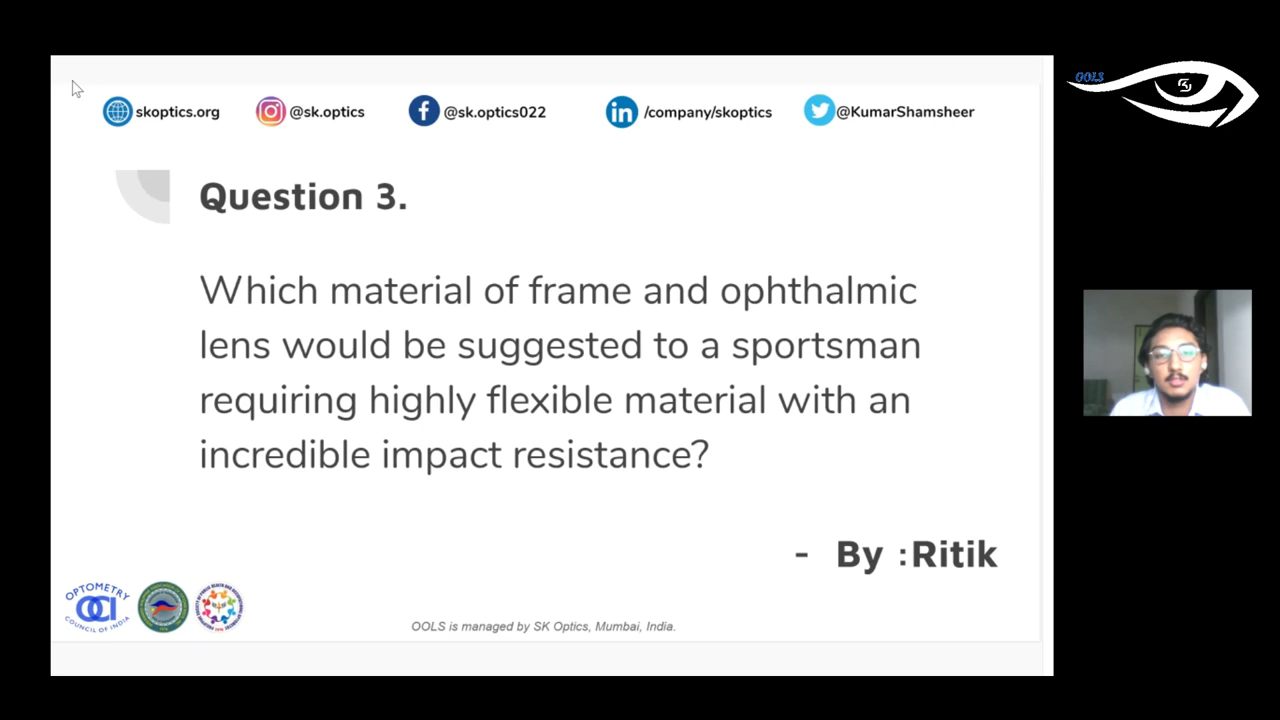 skoptics.org @sk.optics @sk.optics022 /company/skoptics @KumarShamsheer
OOLS
Question 3.
Which material of frame and ophthalmic
lens would be suggested to a sportsman
requiring highly flexible material with an
incredible impact resistance?
- By :Ritik
OPTOMETRY
OCI
COUNCIL OF INDIA
OOLS is managed by SK Optics, Mumbai, India.